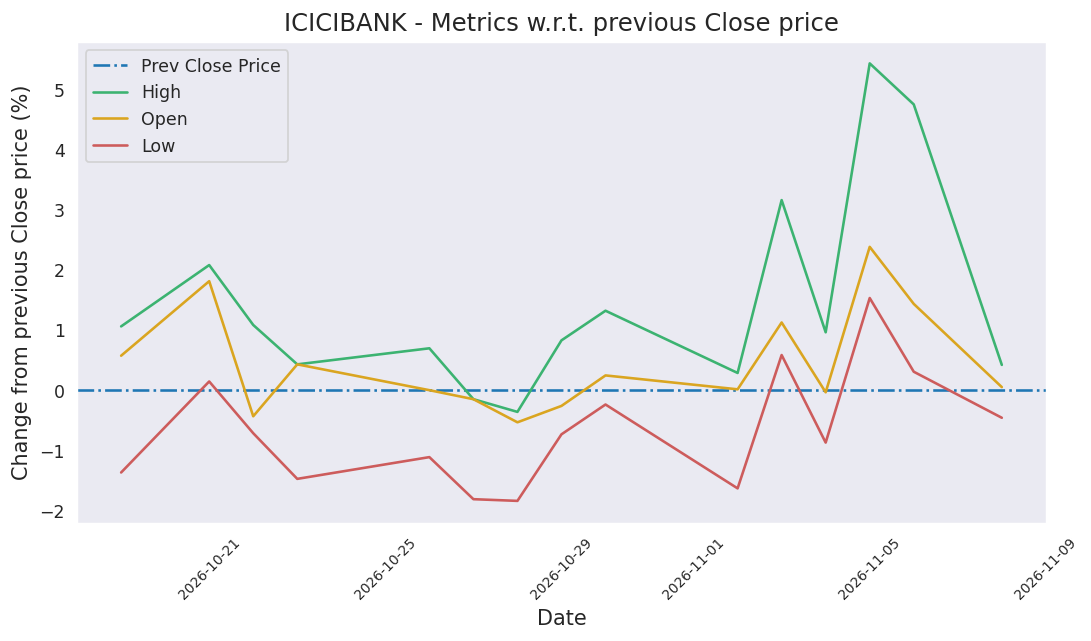 ICICIBANK - Metrics w.r.t. previous Close price
Prev Close Price
High
Open
Low
Change from previous Close price (%)
5
4
3
2
1
0
−1
−2
2026-10-21
2026-10-25
2026-10-29
2026-11-01
2026-11-05
2026-11-09
Date